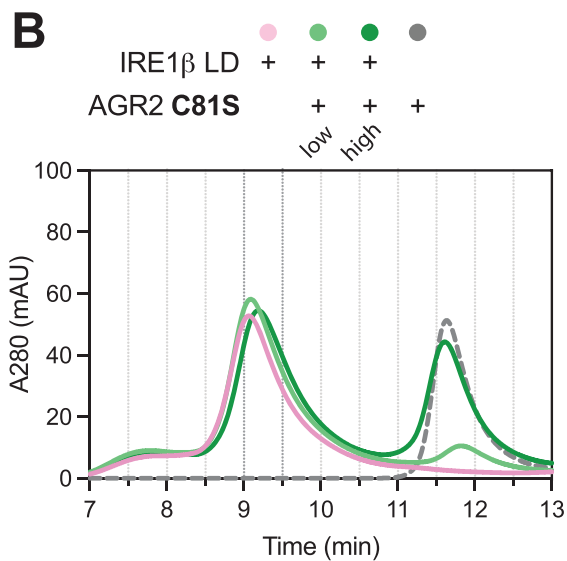 B
IRE1β LD + + +
AGR2 C81S + + +
low high
100
80
60
40
20
0
A280 (mAU)
7 8 9 10 11 12 13
Time (min)